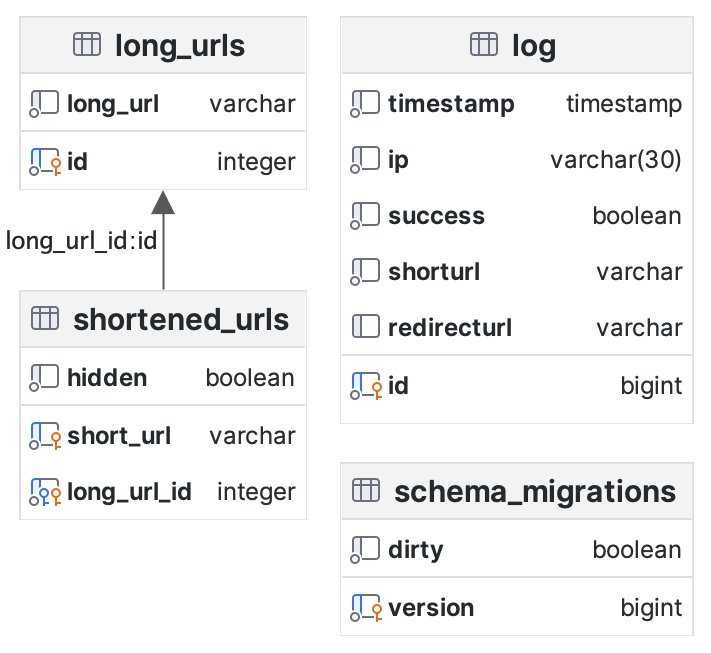 long_urls
long_url varchar
id integer
long_url_id:id
shortened_urls
hidden boolean
short_url varchar
long_url_id integer
log
timestamp timestamp
ip varchar(30)
success boolean
shorturl varchar
redirecturl varchar
id bigint
schema_migrations
dirty boolean
version bigint